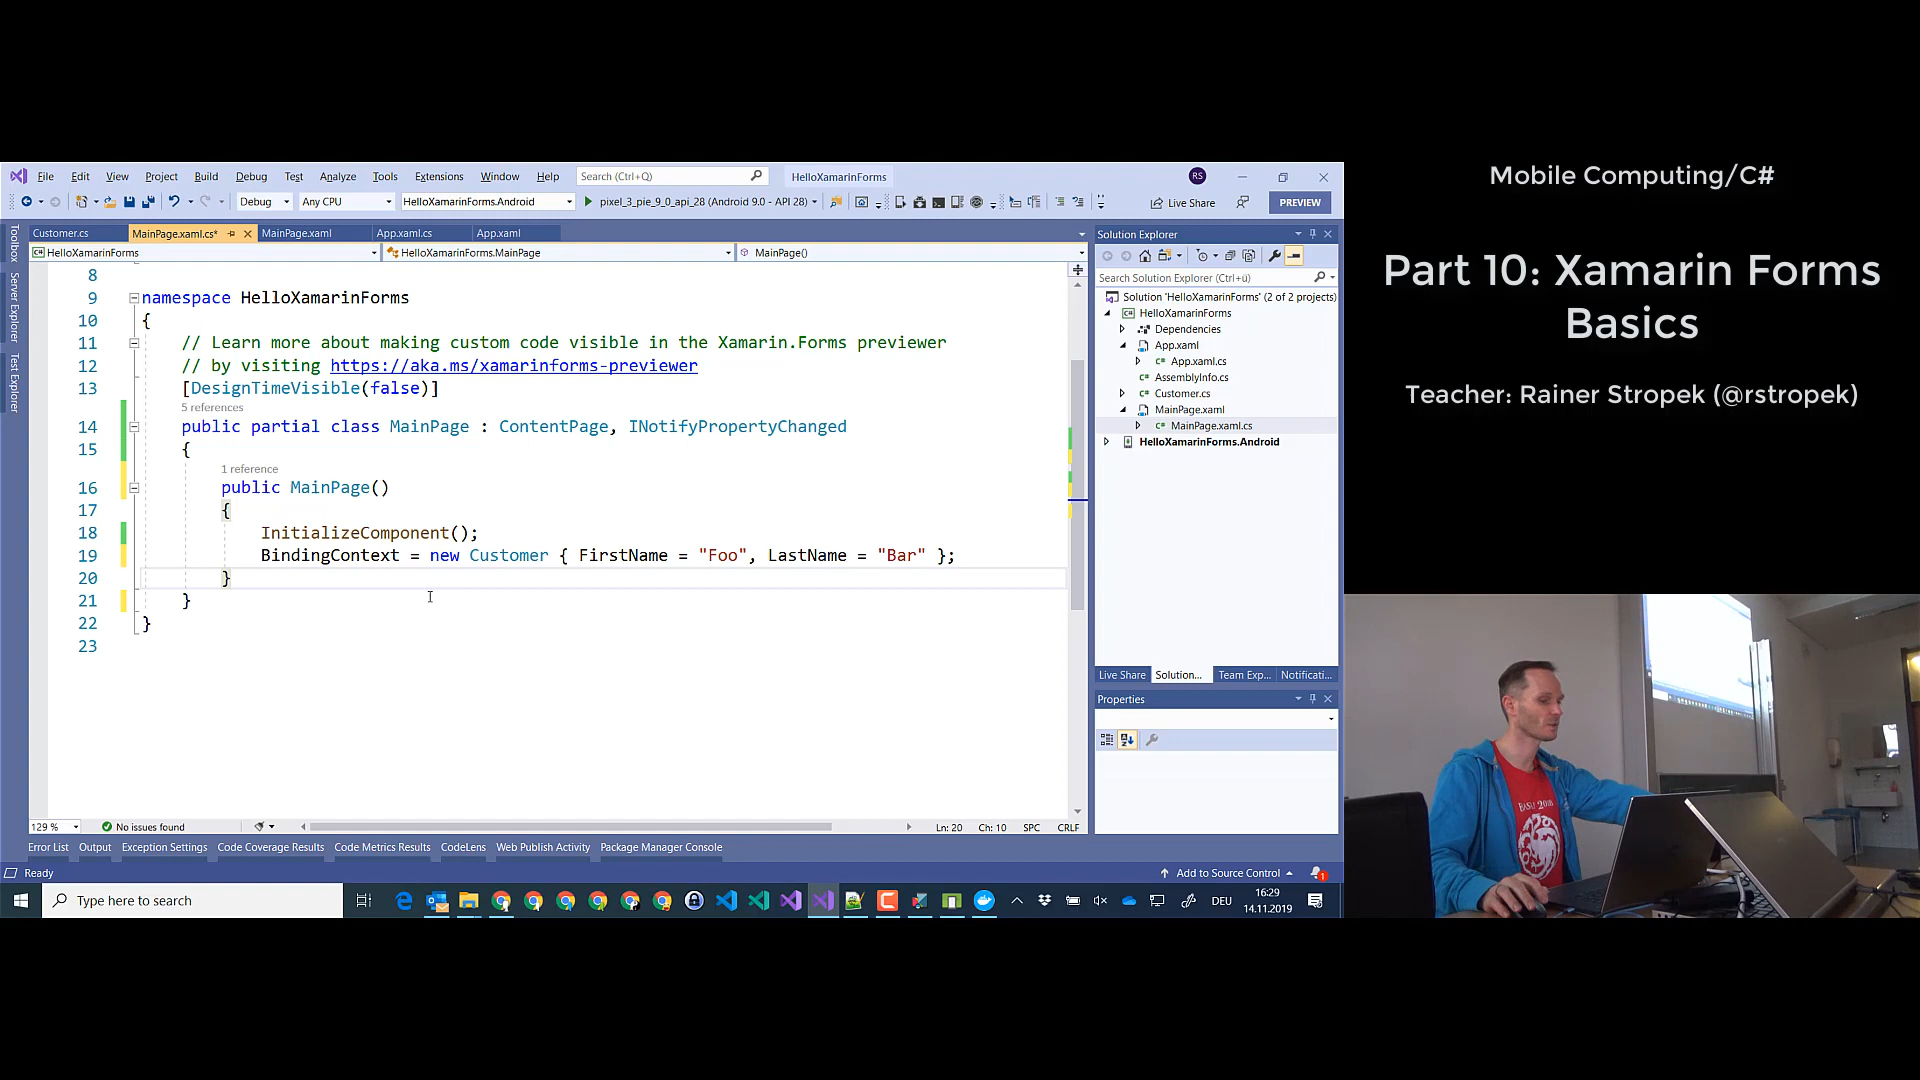 File Edit View Project Build Debug Test Analyze Tools Extensions Window Help Search (Ctrl+Q) HelloXamarinForms RS
Debug Any CPU HelloXamarinForms.Android pixel_3_pie_9_0_api_28 (Android 9.0 - API 28) Live Share PREVIEW
Toolbox
Server Explorer
Test Explorer
Customer.cs MainPage.xaml.cs* MainPage.xaml App.xaml.cs App.xaml
HelloXamarinForms HelloXamarinForms.MainPage MainPage()
8
9 namespace HelloXamarinForms
10 {
11 // Learn more about making custom code visible in the Xamarin.Forms previewer
12 // by visiting https://aka.ms/xamarinforms-previewer
13 [DesignTimeVisible(false)]
5 references
14 public partial class MainPage : ContentPage, INotifyPropertyChanged
15 {
1 reference
16 public MainPage()
17 {
18 InitializeComponent();
19 BindingContext = new Customer { FirstName = "Foo", LastName = "Bar" };
20 }
21 }
22 }
23
129 % No issues found Ln: 20 Ch: 10 SPC CRLF
Solution Explorer
Search Solution Explorer (Ctrl+ü)
Solution 'HelloXamarinForms' (2 of 2 projects)
HelloXamarinForms
Dependencies
App.xaml
App.xaml.cs
AssemblyInfo.cs
Customer.cs
MainPage.xaml
MainPage.xaml.cs
HelloXamarinForms.Android
Live Share Solution... Team Exp... Notificati...
Properties
Error List Output Exception Settings Code Coverage Results Code Metrics Results CodeLens Web Publish Activity Package Manager Console
Ready Add to Source Control 1
Type here to search DEU 16:29
14.11.2019
Mobile Computing/C#
Part 10: Xamarin Forms
Basics
Teacher: Rainer Stropek (@rstropek)